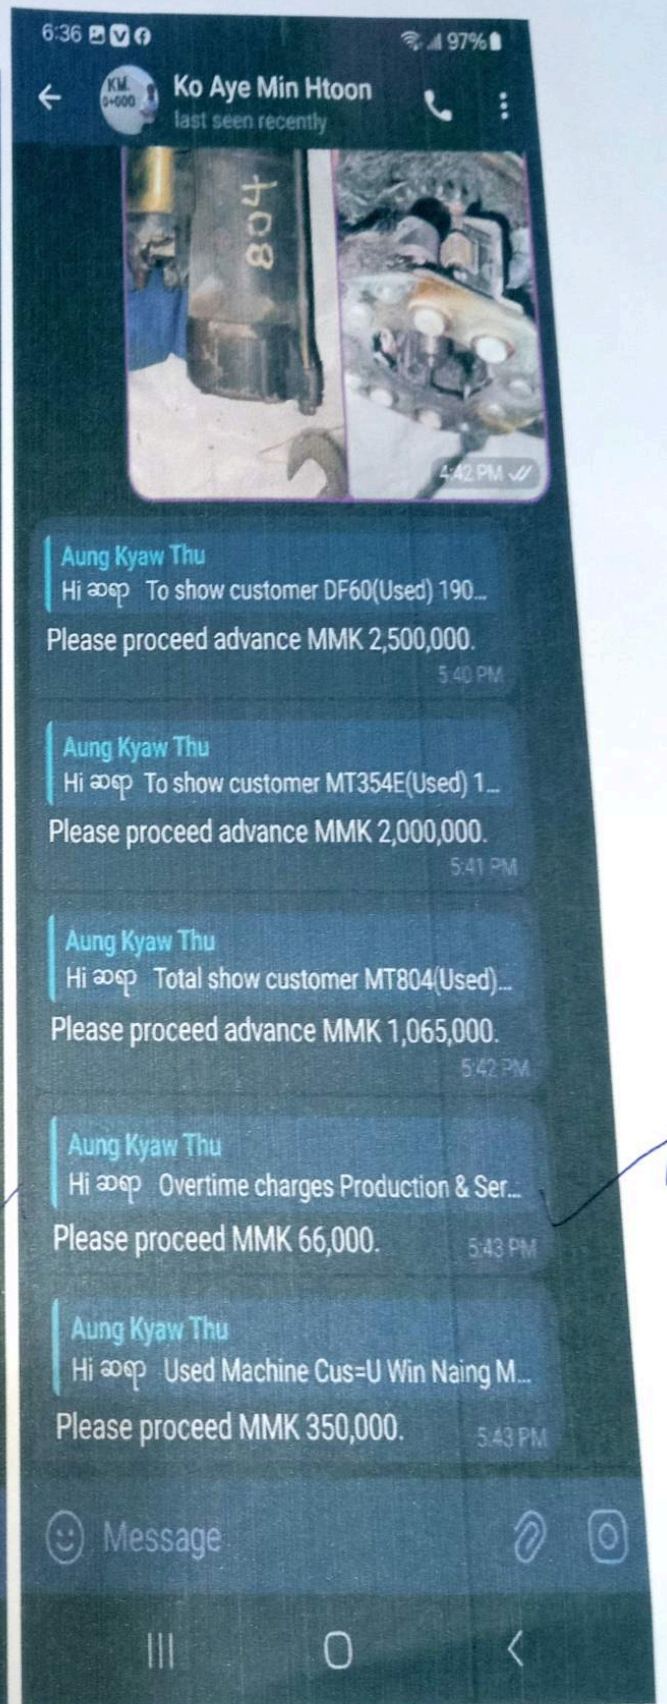 6:36
97%
KM.
0+000
Ko Aye Min Htoon
last seen recently
804
4:42 PM
Aung Kyaw Thu
Hi ဆရာ To show customer DF60(Used) 190...
Please proceed advance MMK 2,500,000.
5:40 PM
Aung Kyaw Thu
Hi ဆရာ To show customer MT354E(Used) 1...
Please proceed advance MMK 2,000,000.
5:41 PM
Aung Kyaw Thu
Hi ဆရာ Total show customer MT804(Used)...
Please proceed advance MMK 1,065,000.
5:42 PM
Aung Kyaw Thu
Hi ဆရာ Overtime charges Production & Ser...
Please proceed MMK 66,000. 5:43 PM
Aung Kyaw Thu
Hi ဆရာ Used Machine Cus=U Win Naing M...
Please proceed MMK 350,000. 5:43 PM
Message